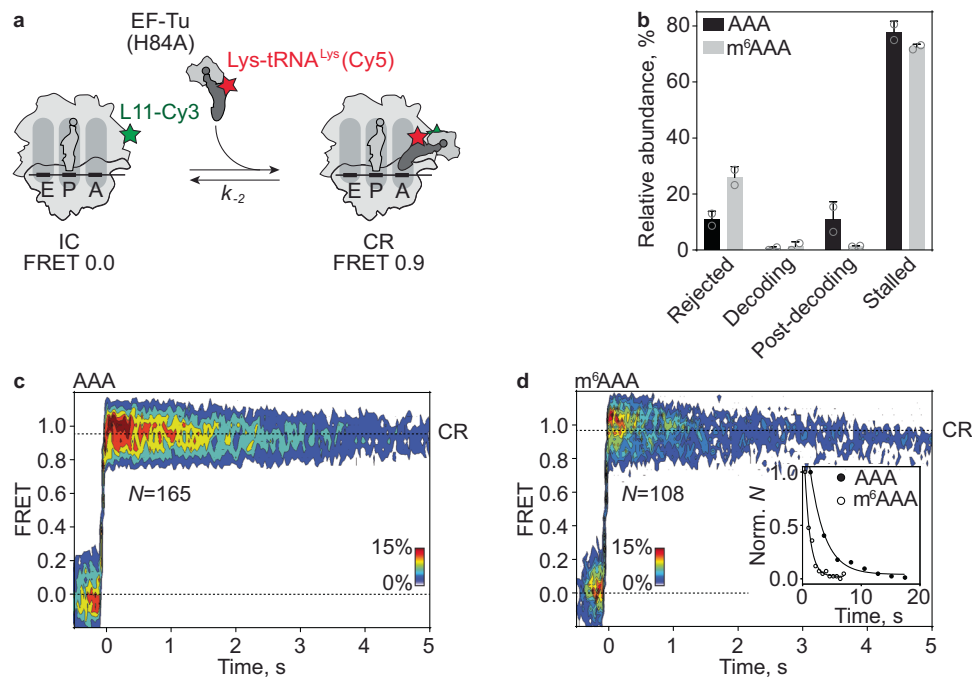 a
EF-Tu
(H84A)
Lys-tRNAᴸʸˢ(Cy5)
L11-Cy3
E P A
k-2
E P A
IC
FRET 0.0
CR
FRET 0.9
b
Relative abundance, %
80
60
40
20
0
AAA
m⁶AAA
Rejected
Decoding
Post-decoding
Stalled
c
AAA
FRET
1.0
0.8
0.6
0.4
0.2
0.0
CR
N=165
15%
0%
0 1 2 3 4 5
Time, s
d
m⁶AAA
FRET
1.0
0.8
0.6
0.4
0.2
0.0
CR
N=108
15%
0%
0 1 2 3 4 5
Time, s
Norm. N
1.0
0.5
0.0
AAA
m⁶AAA
0 10 20
Time, s